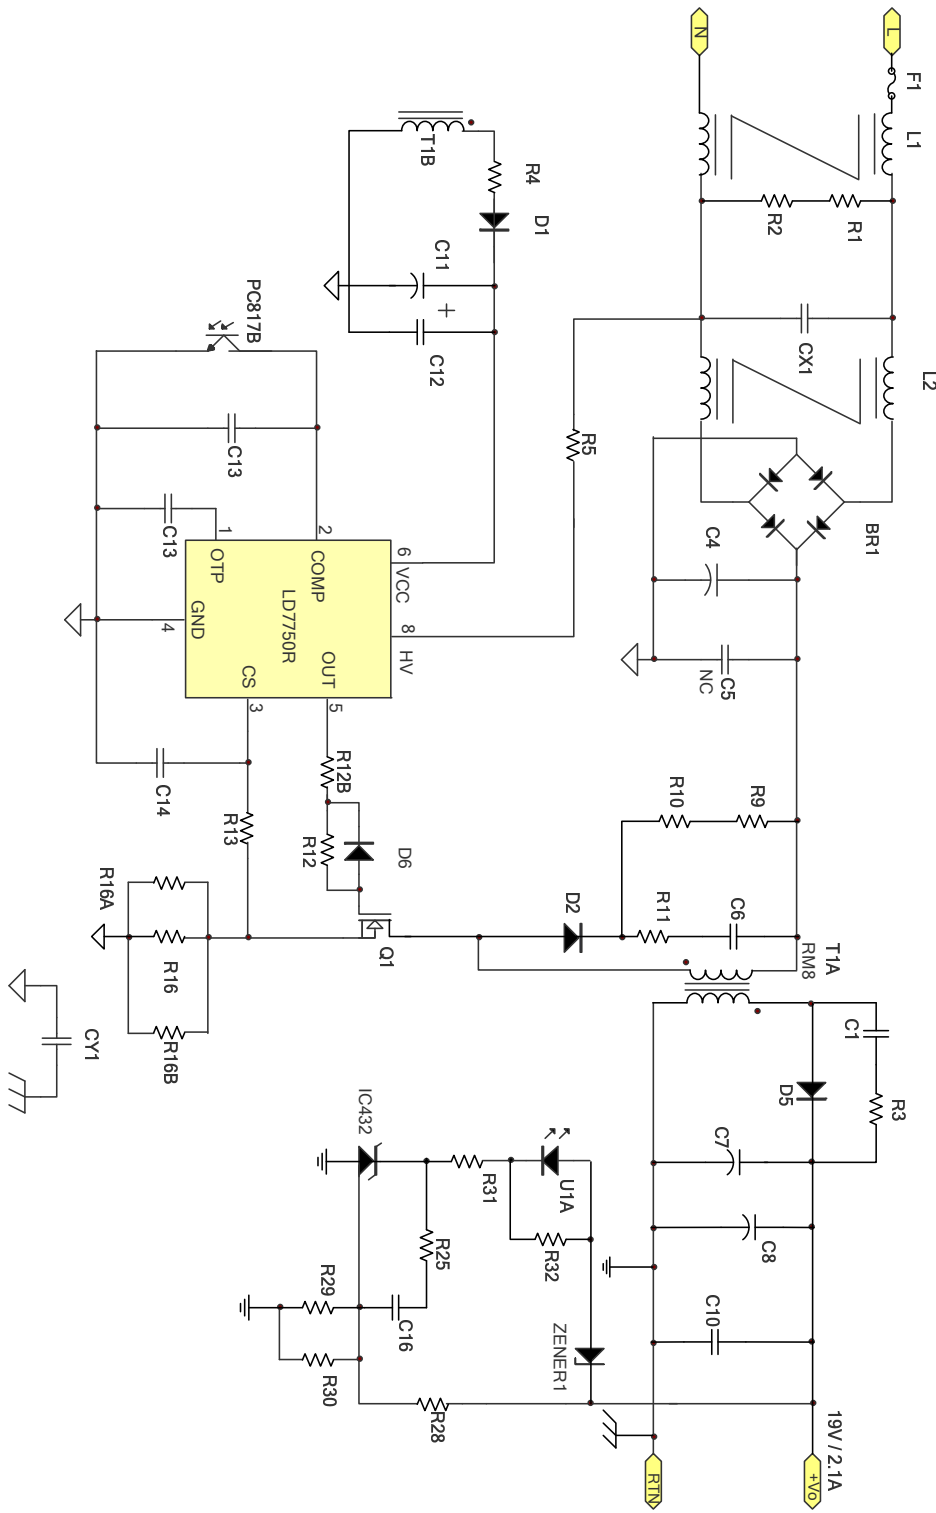 L
F1
L1
N
R1
R2
CX1
L2
BR1
C4
C5
NC
R9
R10
R11
C6
D2
T1A
RM8
C1
R3
D5
C7
C8
C10
19V / 2.1A
+Vo
RTN
T1B
R4
D1
C11
+
C12
R5
PC817B
C13
C13
1
2
6
8
OTP
COMP
VCC
HV
LD7750R
GND
4
CS
OUT
3
5
C14
R13
R12B
R12
D6
Q1
R16A
R16
R16B
CY1
IC432
R31
U1A
R32
R25
R29
C16
R30
R28
ZENER1